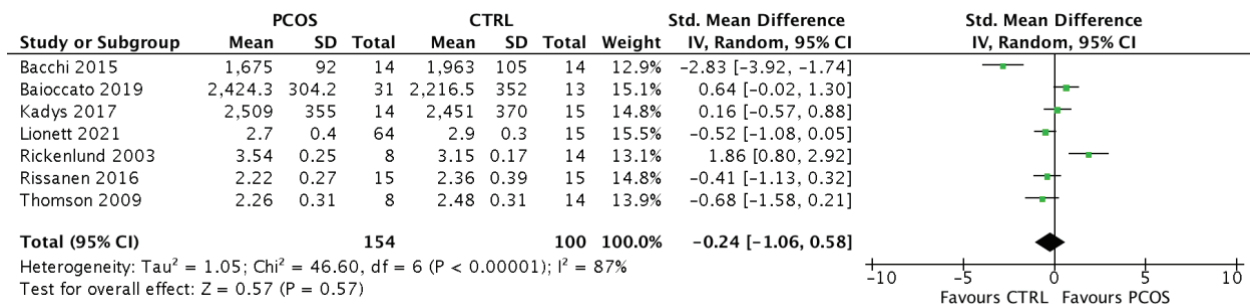 PCOS CTRL Std. Mean Difference Std. Mean Difference
Study or Subgroup Mean SD Total Mean SD Total Weight IV, Random, 95% CI IV, Random, 95% CI
Bacchi 2015 1,675 92 14 1,963 105 14 12.9% -2.83 [-3.92, -1.74]
Baioccato 2019 2,424.3 304.2 31 2,216.5 352 13 15.1% 0.64 [-0.02, 1.30]
Kadys 2017 2,509 355 14 2,451 370 15 14.8% 0.16 [-0.57, 0.88]
Lionett 2021 2.7 0.4 64 2.9 0.3 15 15.5% -0.52 [-1.08, 0.05]
Rickenlund 2003 3.54 0.25 8 3.15 0.17 14 13.1% 1.86 [0.80, 2.92]
Rissanen 2016 2.22 0.27 15 2.36 0.39 15 14.8% -0.41 [-1.13, 0.32]
Thomson 2009 2.26 0.31 8 2.48 0.31 14 13.9% -0.68 [-1.58, 0.21]
Total (95% CI) 154 100 100.0% -0.24 [-1.06, 0.58]
Heterogeneity: Tau² = 1.05; Chi² = 46.60, df = 6 (P < 0.00001); I² = 87%
Test for overall effect: Z = 0.57 (P = 0.57)
-10 -5 0 5 10
Favours CTRL Favours PCOS